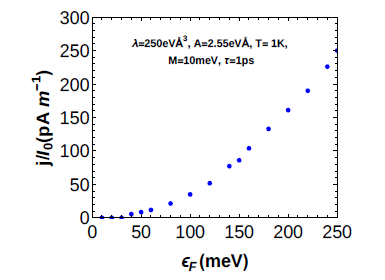 300
250
200
150
100
50
0
j/I₀(pA m⁻¹)
λ=250eVÅ³, A=2.55eVÅ, T= 1K,
M=10meV, τ=1ps
0 50 100 150 200 250
ϵF (meV)